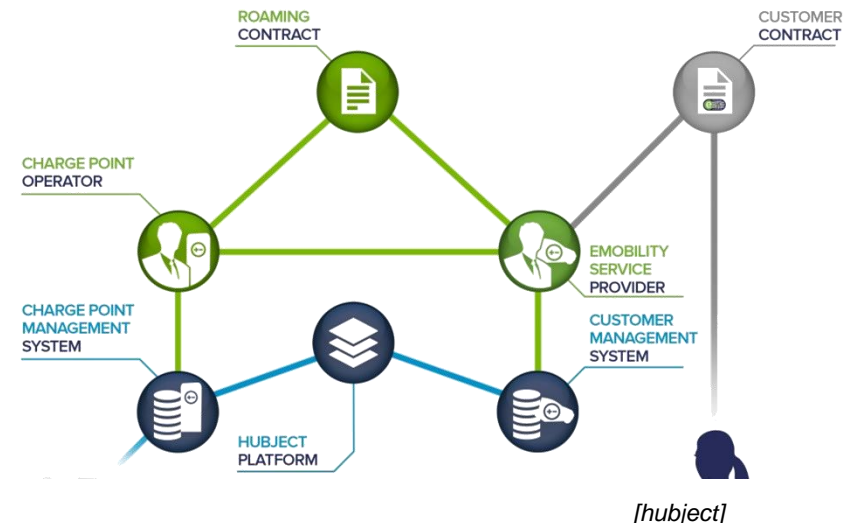 ROAMING
CONTRACT
CUSTOMER
CONTRACT
CHARGE POINT
OPERATOR
EMOBILITY
SERVICE
PROVIDER
CHARGE POINT
MANAGEMENT
SYSTEM
CUSTOMER
MANAGEMENT
SYSTEM
HUBJECT
PLATFORM
[hubject]